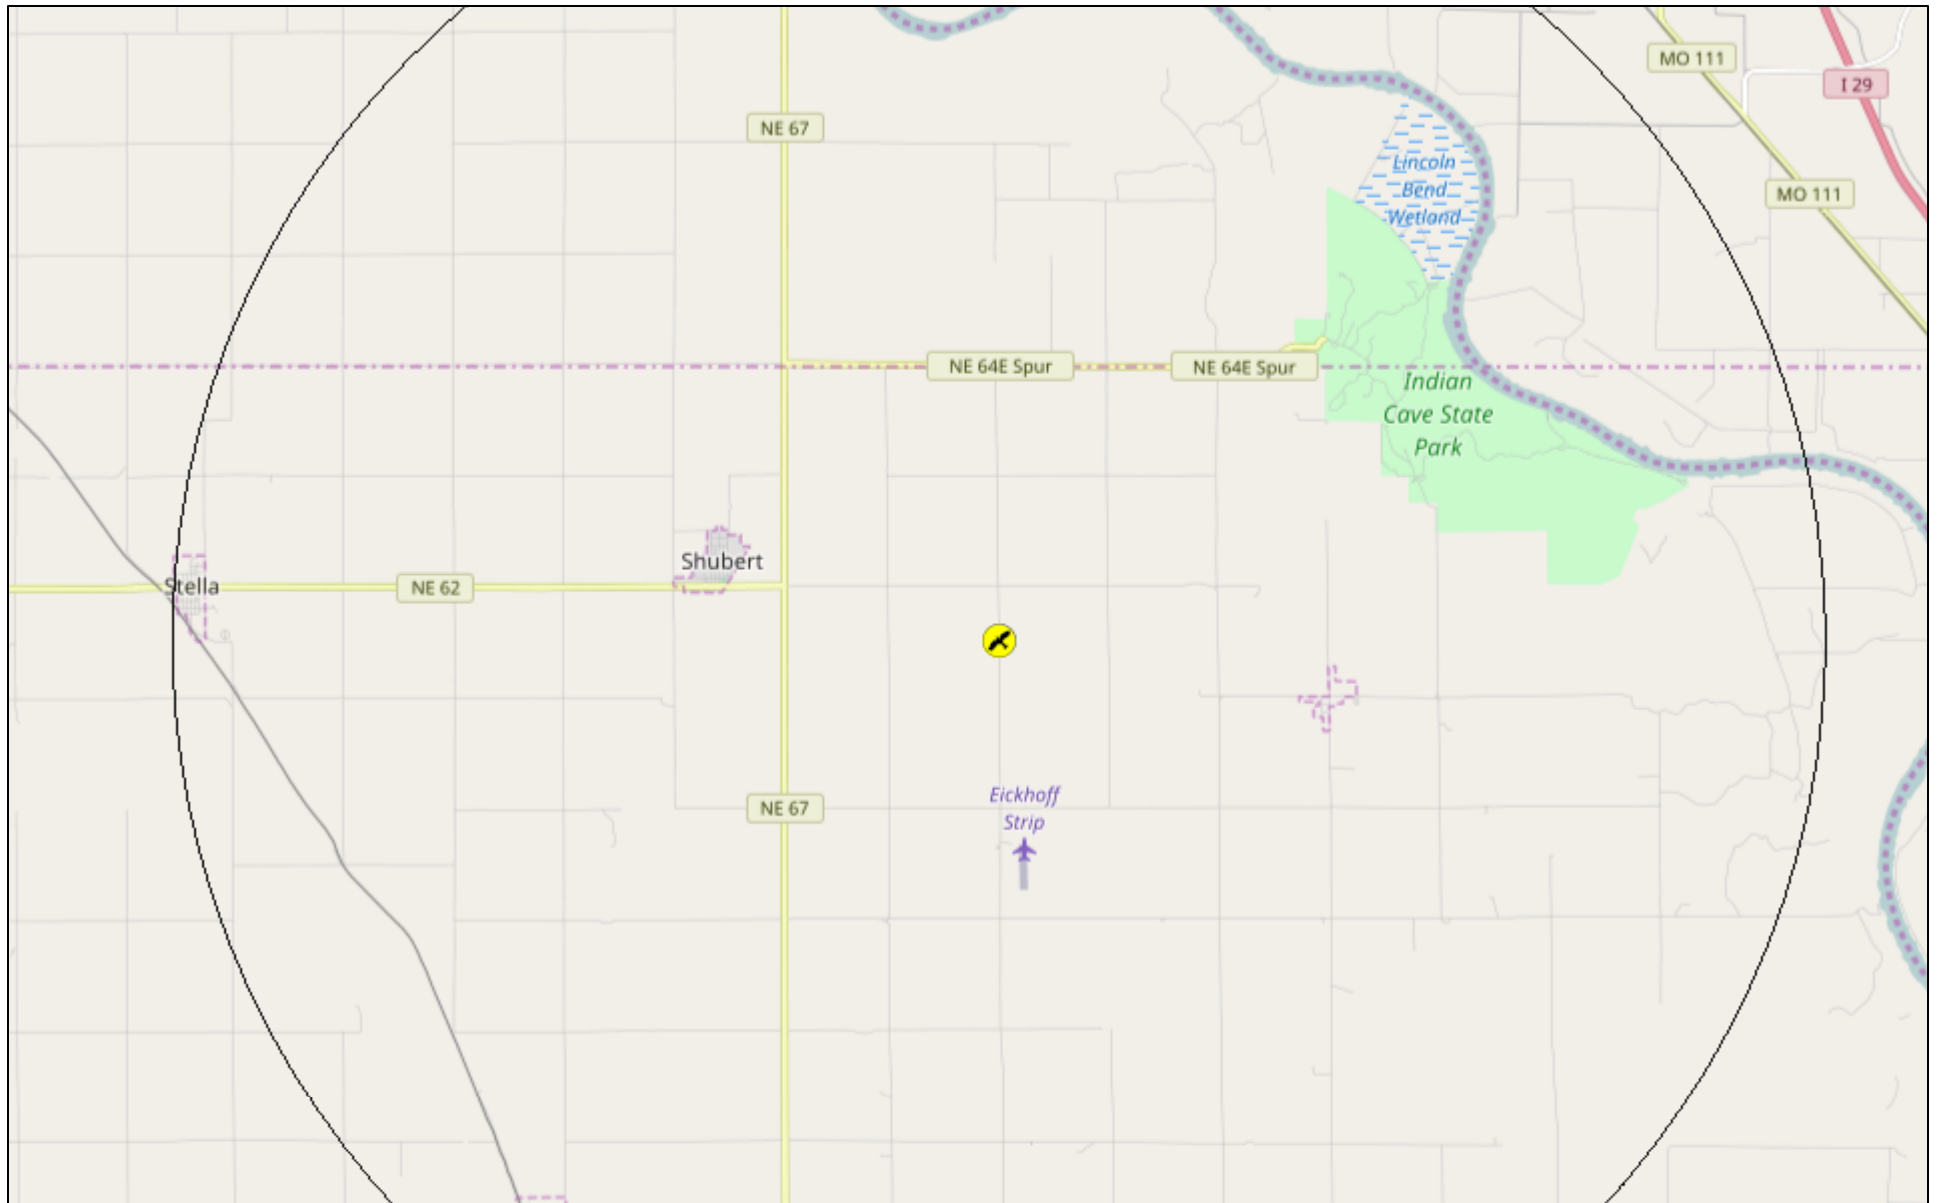 MO 111
I 29
NE 67
Lincoln
Bend
Wetland
MO 111
NE 64E Spur
NE 64E Spur
Indian
Cave State
Park
Shubert
Stella
NE 62
Eickhoff
Strip
NE 67